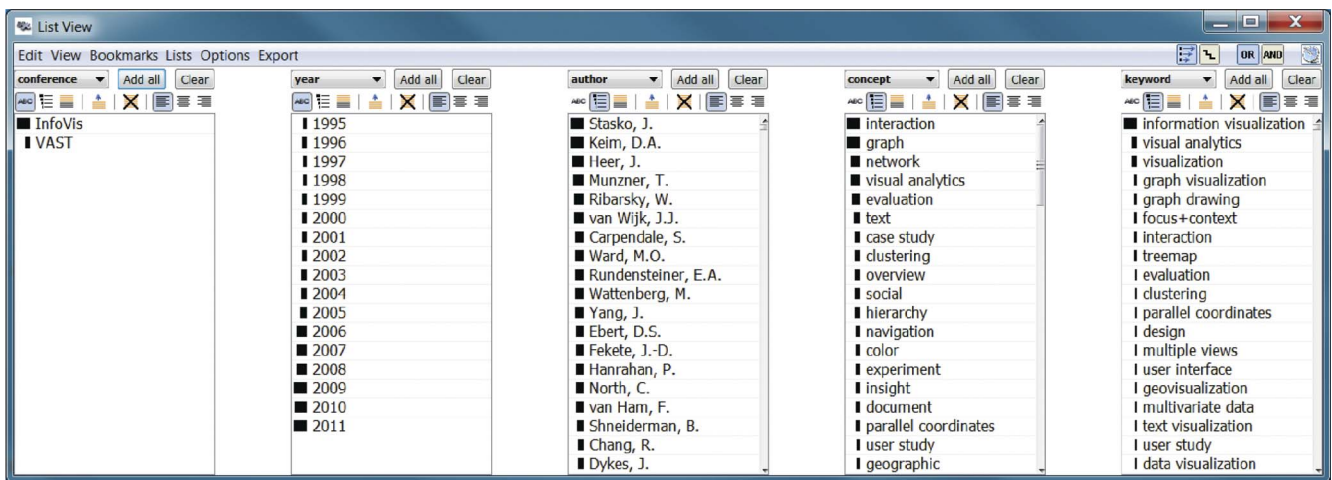 List View
Edit View Bookmarks Lists Options Export
OR AND
conference Add all Clear
ABC
InfoVis
VAST
year Add all Clear
ABC
1995
1996
1997
1998
1999
2000
2001
2002
2003
2004
2005
2006
2007
2008
2009
2010
2011
author Add all Clear
ABC
Stasko, J.
Keim, D.A.
Heer, J.
Munzner, T.
Ribarsky, W.
van Wijk, J.J.
Carpendale, S.
Ward, M.O.
Rundensteiner, E.A.
Wattenberg, M.
Yang, J.
Ebert, D.S.
Fekete, J.-D.
Hanrahan, P.
North, C.
van Ham, F.
Shneiderman, B.
Chang, R.
Dykes, J.
concept Add all Clear
ABC
interaction
graph
network
visual analytics
evaluation
text
case study
clustering
overview
social
hierarchy
navigation
color
experiment
insight
document
parallel coordinates
user study
geographic
keyword Add all Clear
ABC
information visualization
visual analytics
visualization
graph visualization
graph drawing
focus+context
interaction
treemap
evaluation
clustering
parallel coordinates
design
multiple views
user interface
geovisualization
multivariate data
text visualization
user study
data visualization